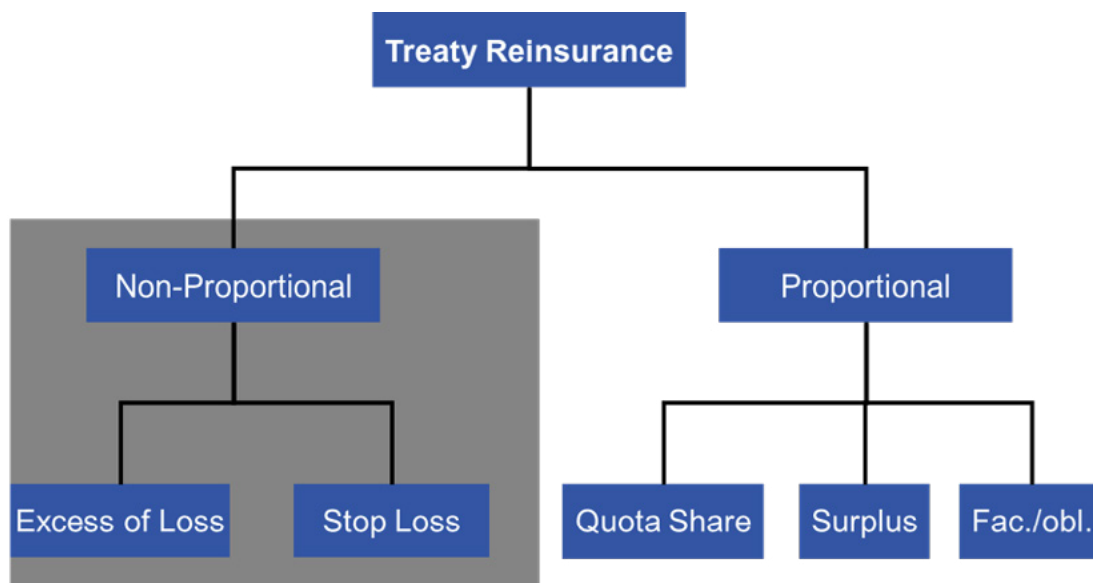 Treaty Reinsurance
Non-Proportional
Proportional
Excess of Loss
Stop Loss
Quota Share
Surplus
Fac./obl.